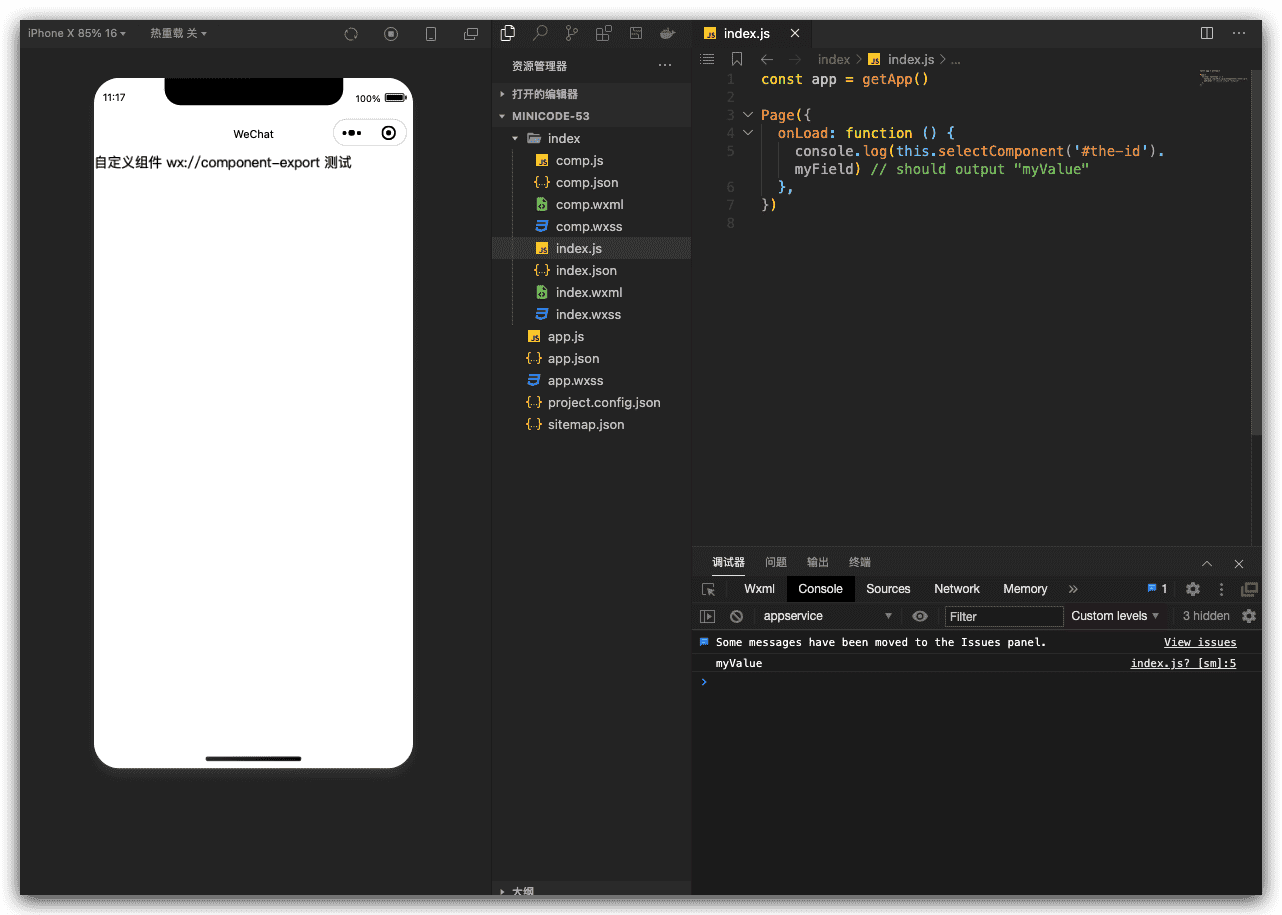 iPhone X 85% 16
热重载 关
11:17
100%
WeChat
自定义组件 wx://component-export 测试
资源管理器
打开的编辑器
MINICODE-53
index
comp.js
comp.json
comp.wxml
comp.wxss
index.js
index.json
index.wxml
index.wxss
app.js
app.json
app.wxss
project.config.json
sitemap.json
大纲
index.js
index > index.js > ...
1 const app = getApp()
2
3 Page({
4 onLoad: function () {
5 console.log(this.selectComponent('#the-id').
myField) // should output "myValue"
6 },
7 })
8
调试器 问题 输出 终端
Wxml Console Sources Network Memory » 1
appservice Filter Custom levels 3 hidden
Some messages have been moved to the Issues panel. View issues
myValue index.js? [sm]:5
>